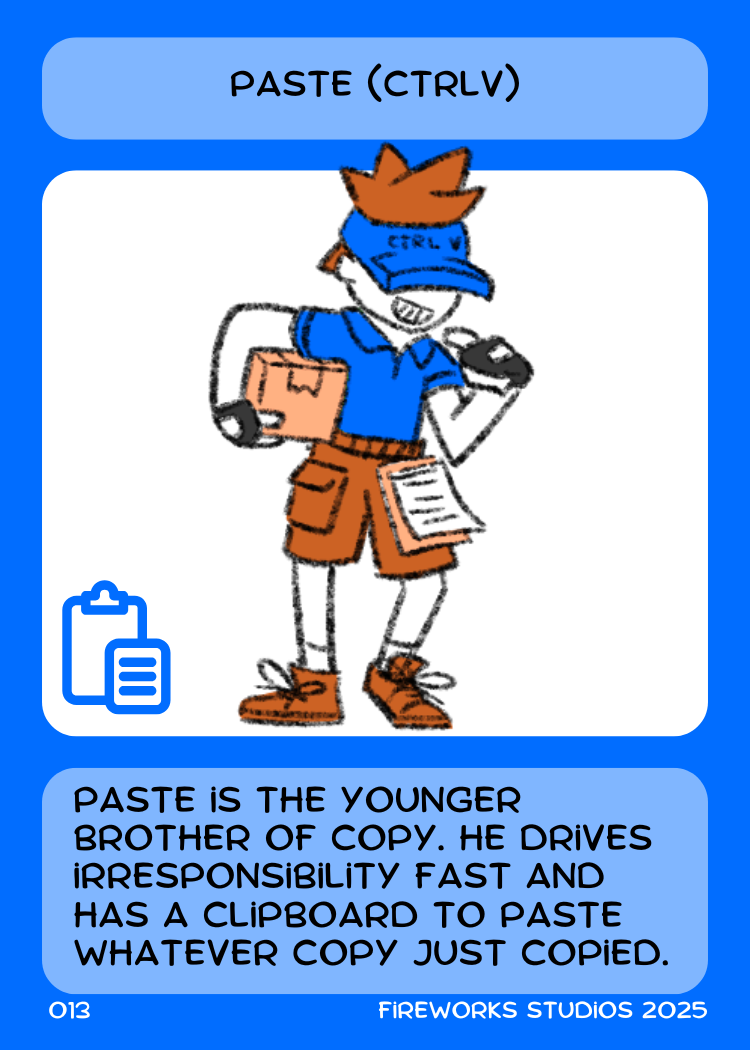 PASTE (CTRLV)
CTRL V
PASTE IS THE YOUNGER
BROTHER OF COPY. HE DRIVES
IRRESPONSIBILITY FAST AND
HAS A CLIPBOARD TO PASTE
WHATEVER COPY JUST COPIED.
013
FIREWORKS STUDIOS 2025